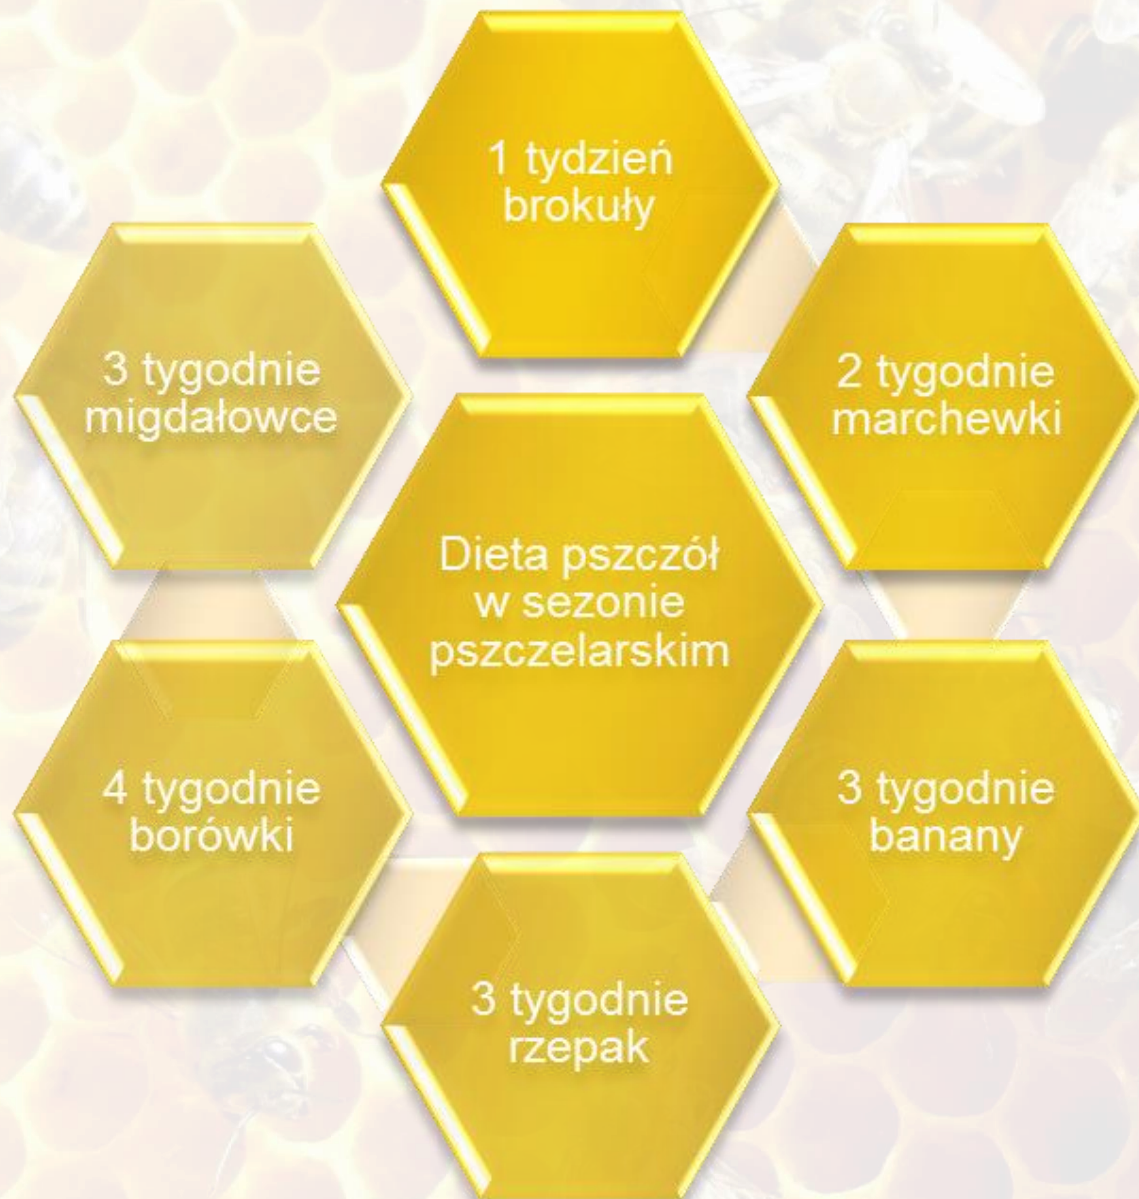 1 tydzień
brokuły
2 tygodnie
marchewki
3 tygodnie
banany
3 tygodnie
rzepak
4 tygodnie
borówki
3 tygodnie
migdałowce
Dieta pszczół
w sezonie
pszczelarskim